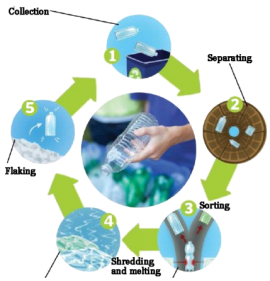 Collection
1
Separating
2
Sorting
3
Shredding
and melting
4
Flaking
5